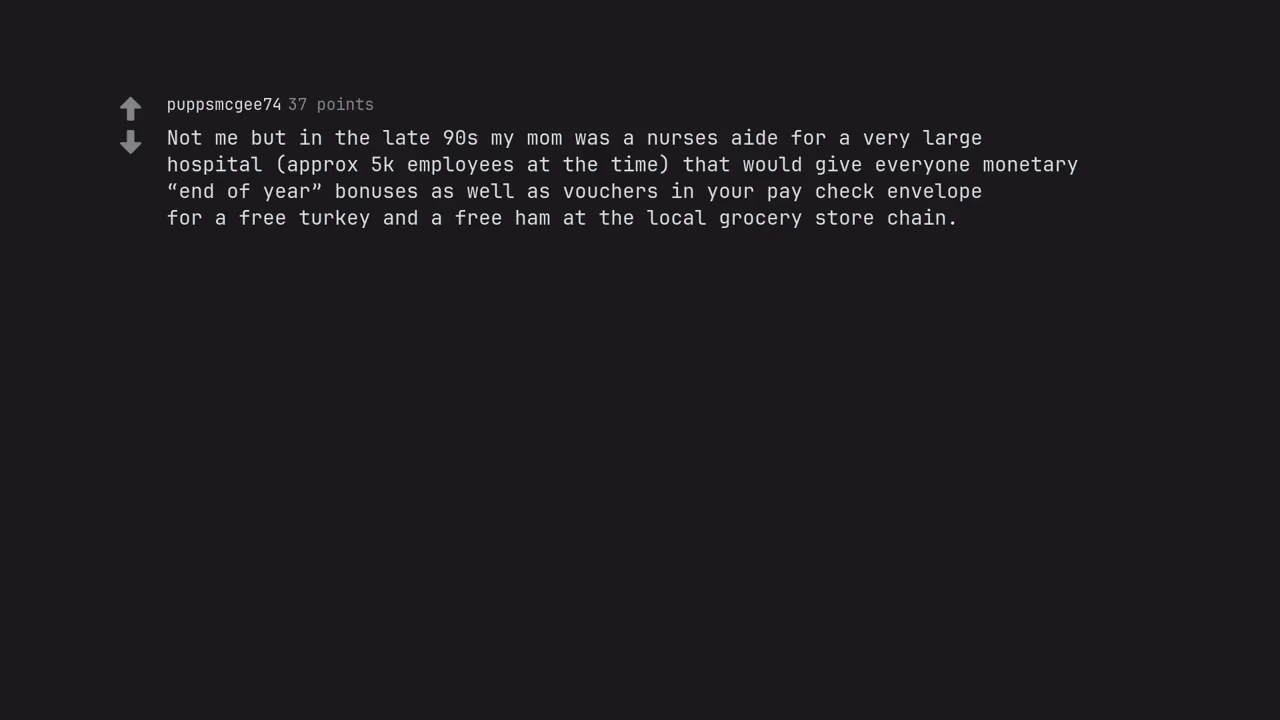 puppsmcgee74 37 points
Not me but in the late 90s my mom was a nurses aide for a very large
hospital (approx 5k employees at the time) that would give everyone monetary
“end of year” bonuses as well as vouchers in your pay check envelope
for a free turkey and a free ham at the local grocery store chain.